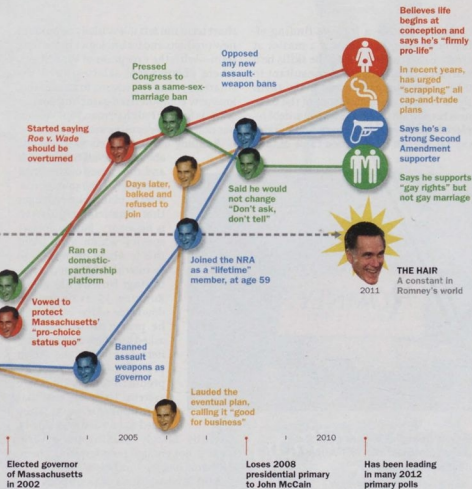 Believes life
begins at
conception and
says he's "firmly
pro-life"
In recent years,
has urged
"scrapping" all
cap-and-trade
plans
Says he's a
strong Second
Amendment
supporter
Says he supports
"gay rights" but
not gay marriage
Opposed
any new
assault-
weapon bans
Pressed
Congress to
pass a same-sex-
marriage ban
Started saying
Roe v. Wade
should be
overturned
Days later,
balked and
refused to
join
Said he would
not change
"Don't ask,
don't tell"
Ran on a
domestic-
partnership
platform
Joined the NRA
as a "lifetime"
member, at age 59
2011
THE HAIR
A constant in
Romney's world
Vowed to
protect
Massachusetts'
"pro-choice
status quo"
Banned
assault
weapons as
governor
Lauded the
eventual plan,
calling it "good
for business"
2005
2010
Elected governor
of Massachusetts
in 2002
Loses 2008
presidential primary
to John McCain
Has been leading
in many 2012
primary polls